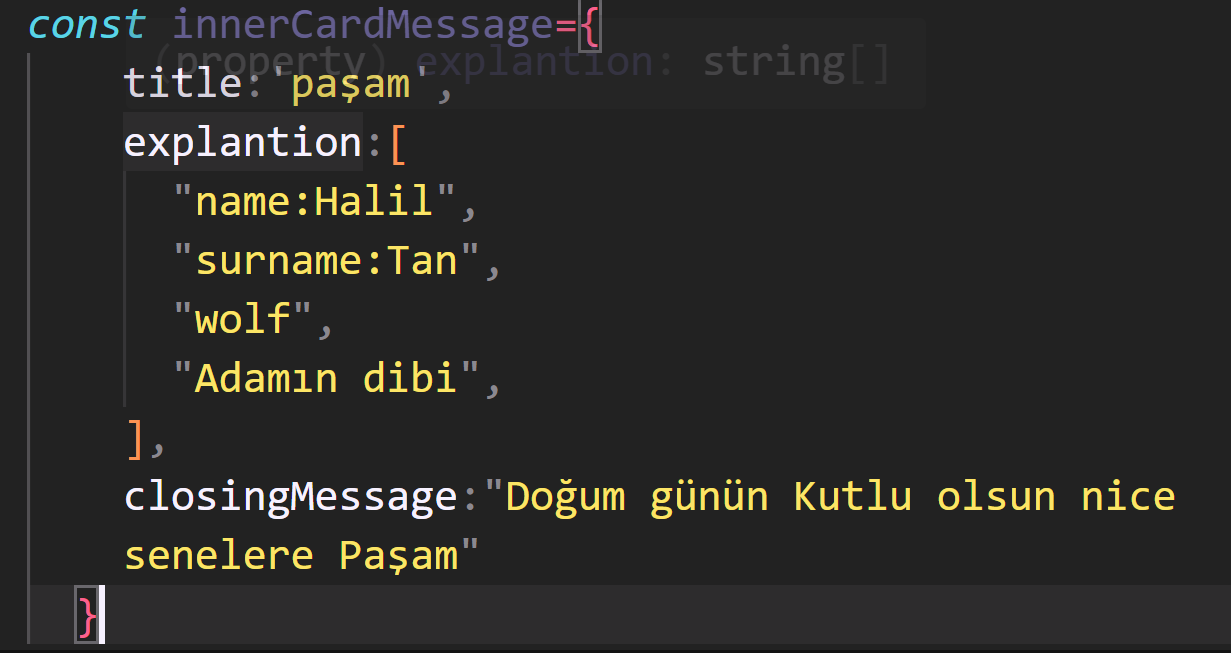 const innerCardMessage={
(property) explantion: string[]
title:'paşam',
explantion:[
"name:Halil",
"surname:Tan",
"wolf",
"Adamın dibi",
],
closingMessage:"Doğum günün Kutlu olsun nice
senelere Paşam"
}